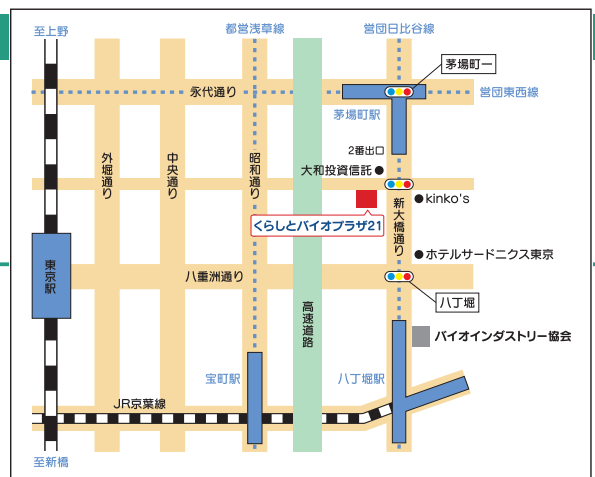 至上野
都営浅草線
営団日比谷線
茅場町一
永代通り
営団東西線
茅場町駅
2番出口
大和投資信託
外堀通り
中央通り
昭和通り
kinko's
新大橋通り
くらしとバイオプラザ21
ホテルサードニクス東京
東京駅
八重洲通り
八丁堀
高速道路
バイオインダストリー協会
宝町駅
八丁堀駅
JR京葉線
至新橋